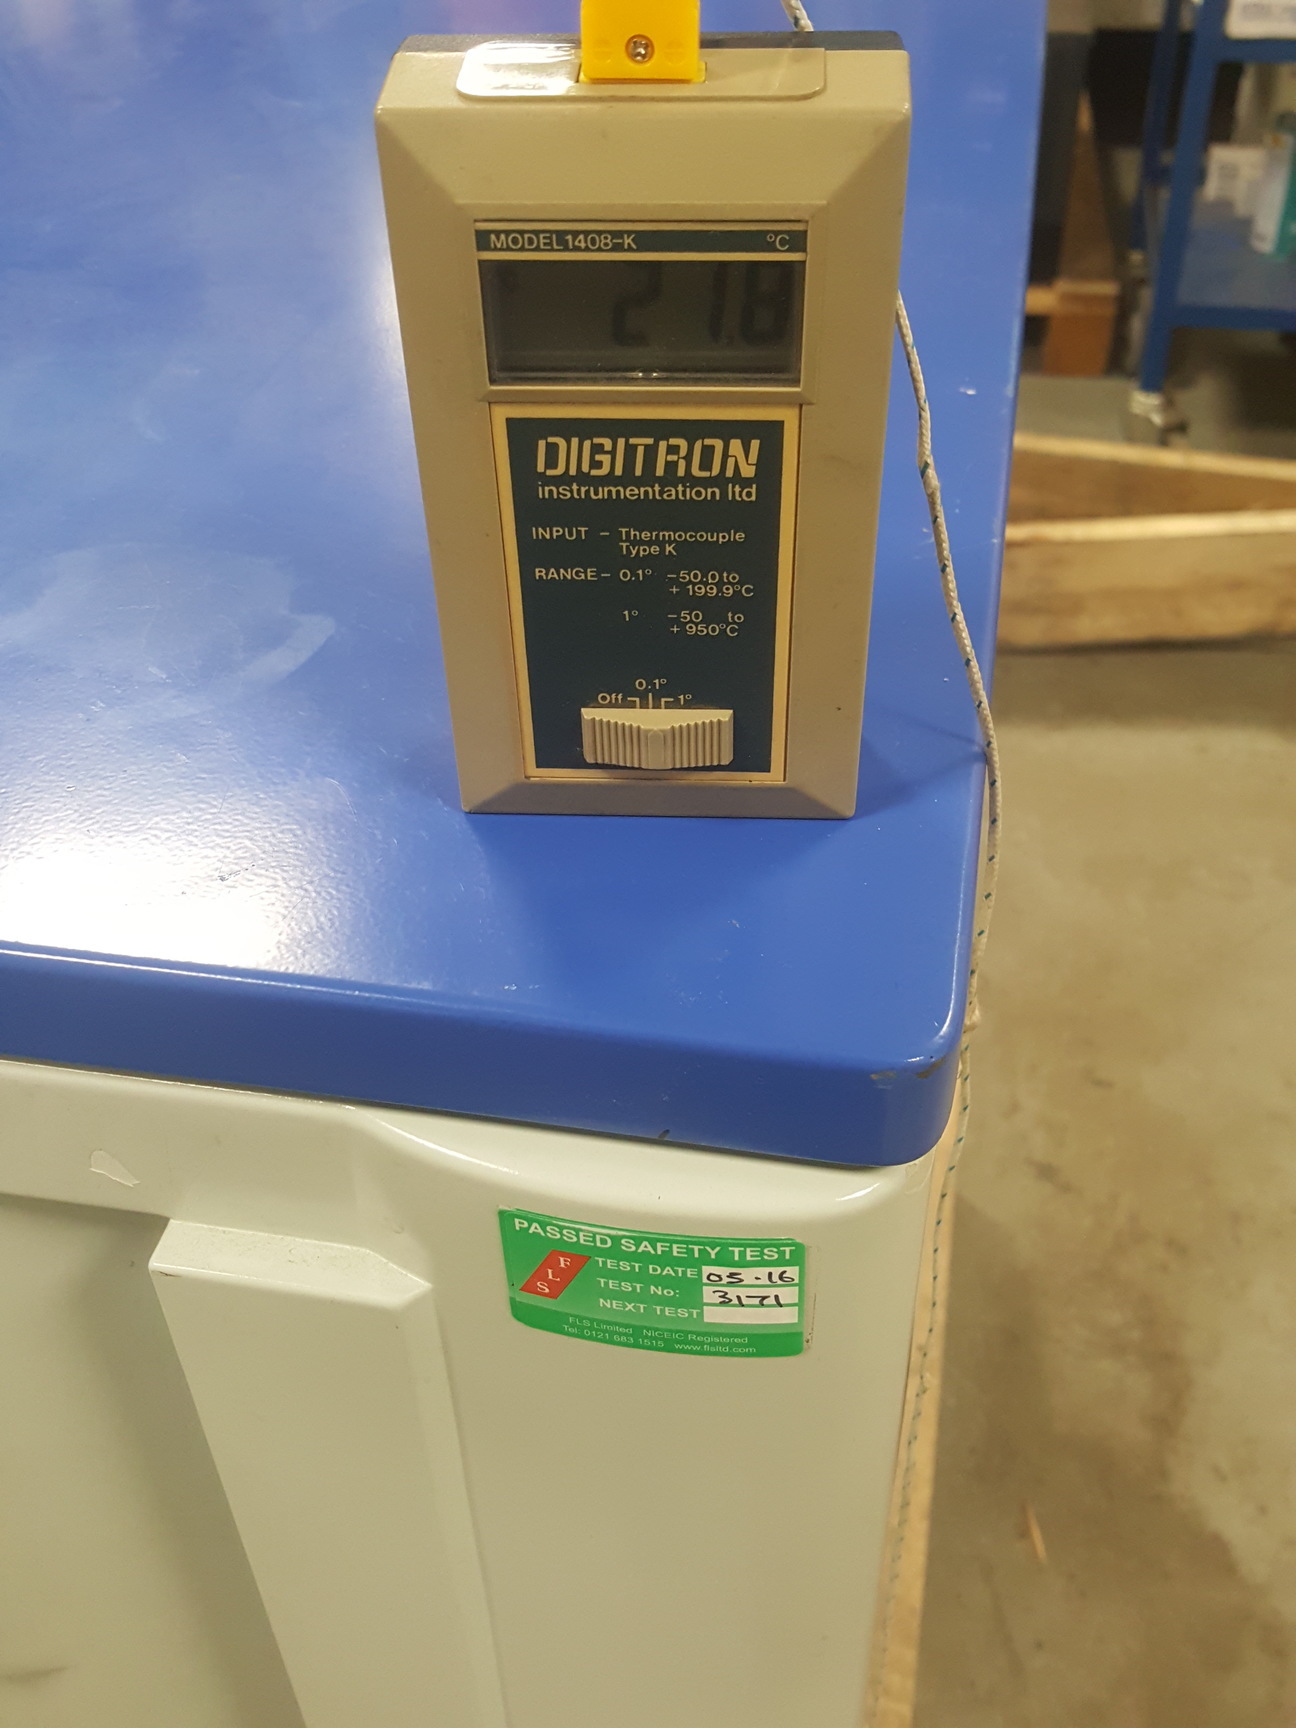 MODEL1408-K °C
21.8
DIGITRON
instrumentation ltd
INPUT - Thermocouple
Type K
RANGE- 0.1° -50.0 to
+199.9°C
1° -50 to
+950°C
0.1°
Off 1°
PASSED SAFETY TEST
FLS
TEST DATE 05.16
TEST No: 3171
NEXT TEST
FLS Limited NICEIC Registered
Tel: 0121 683 1515 www.flsltd.com